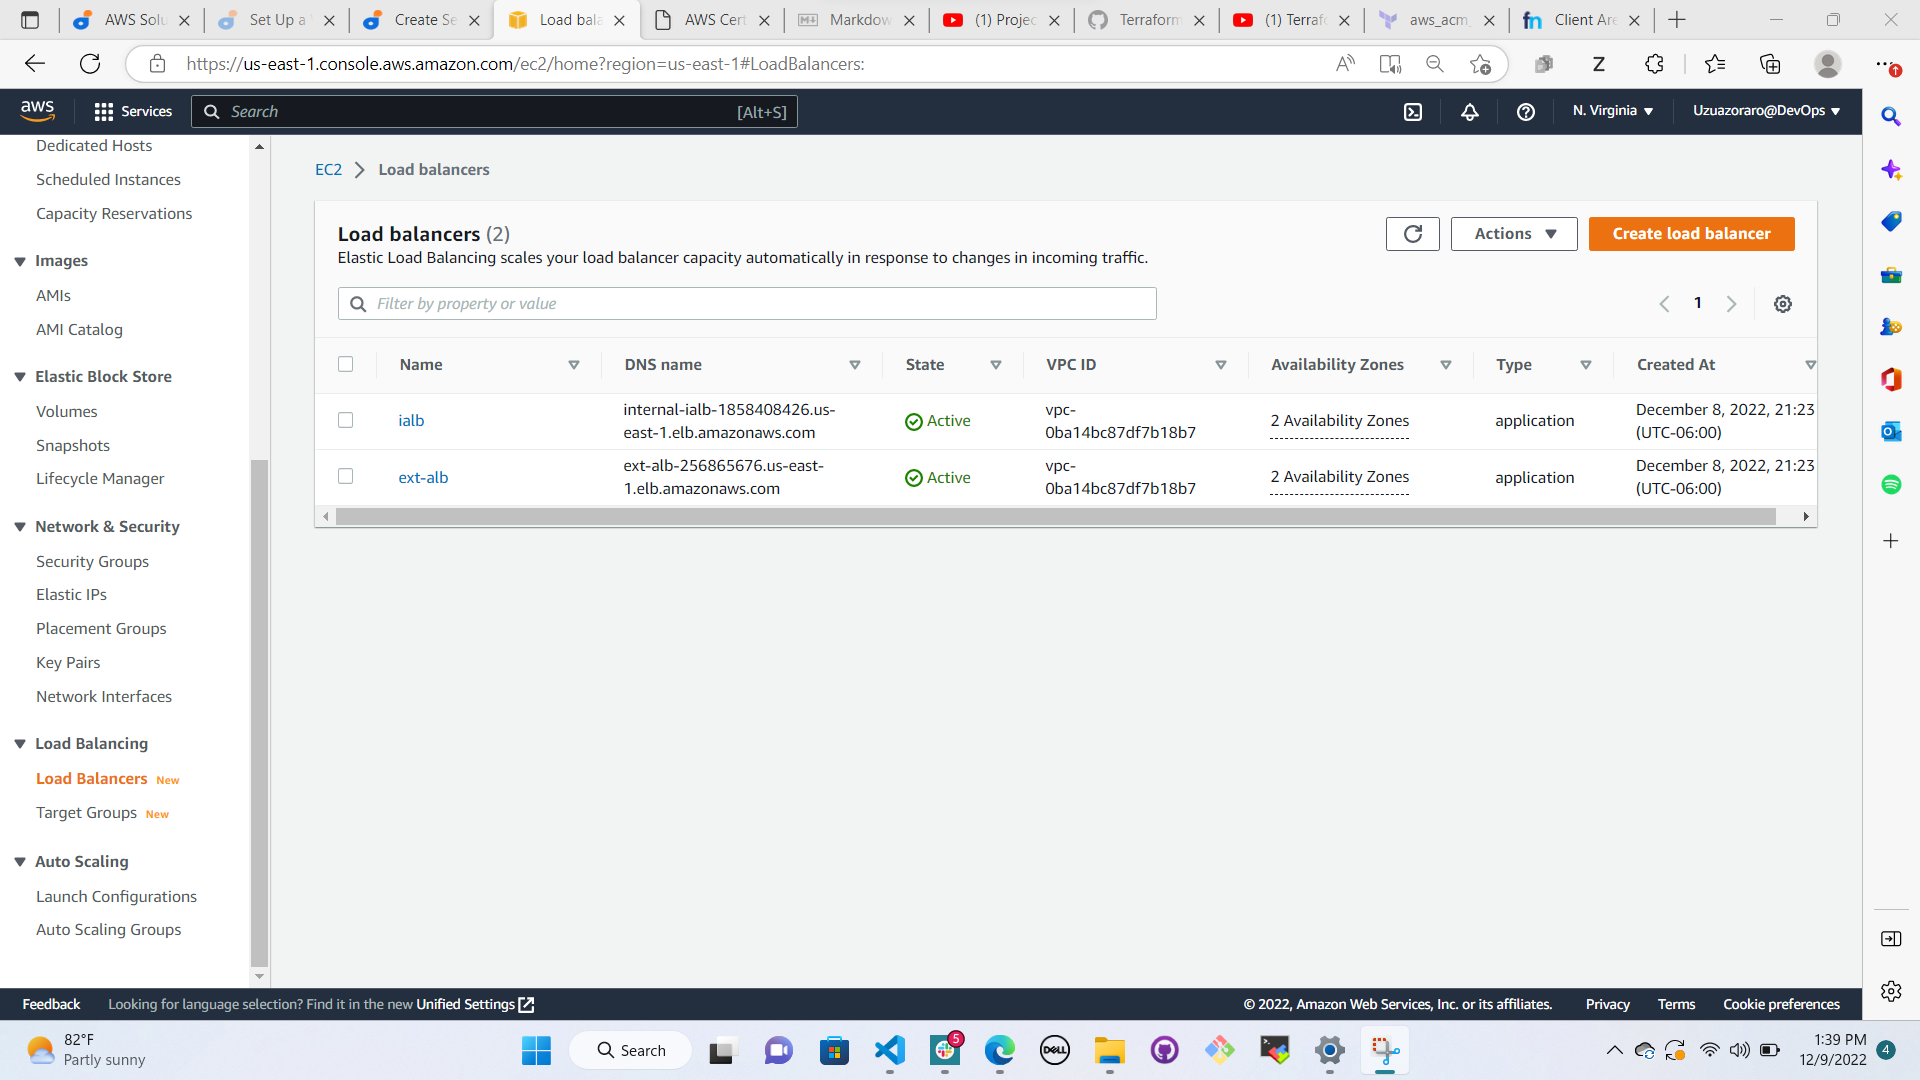 AWS Solu
Set Up a
Create Se
Load bala
AWS Cert
Markdow
(1) Projec
Terraform
(1) Terraf
aws_acm_
Client Are
https://us-east-1.console.aws.amazon.com/ec2/home?region=us-east-1#LoadBalancers:
aws
Services
Search
[Alt+S]
N. Virginia
Uzuazoraro@DevOps
Dedicated Hosts
Scheduled Instances
Capacity Reservations
Images
AMIs
AMI Catalog
Elastic Block Store
Volumes
Snapshots
Lifecycle Manager
Network & Security
Security Groups
Elastic IPs
Placement Groups
Key Pairs
Network Interfaces
Load Balancing
Load Balancers New
Target Groups New
Auto Scaling
Launch Configurations
Auto Scaling Groups
EC2 > Load balancers
Load balancers (2)
Elastic Load Balancing scales your load balancer capacity automatically in response to changes in incoming traffic.
Actions
Create load balancer
Filter by property or value
1
Name DNS name State VPC ID Availability Zones Type Created At
ialb
internal-ialb-1858408426.us-
east-1.elb.amazonaws.com
Active
vpc-
0ba14bc87df7b18b7
2 Availability Zones
application
December 8, 2022, 21:23
(UTC-06:00)
ext-alb
ext-alb-256865676.us-east-
1.elb.amazonaws.com
Active
vpc-
0ba14bc87df7b18b7
2 Availability Zones
application
December 8, 2022, 21:23
(UTC-06:00)
Feedback
Looking for language selection? Find it in the new Unified Settings
© 2022, Amazon Web Services, Inc. or its affiliates.
Privacy
Terms
Cookie preferences
82°F
Partly sunny
Search
5
DELL
1:39 PM
12/9/2022
4